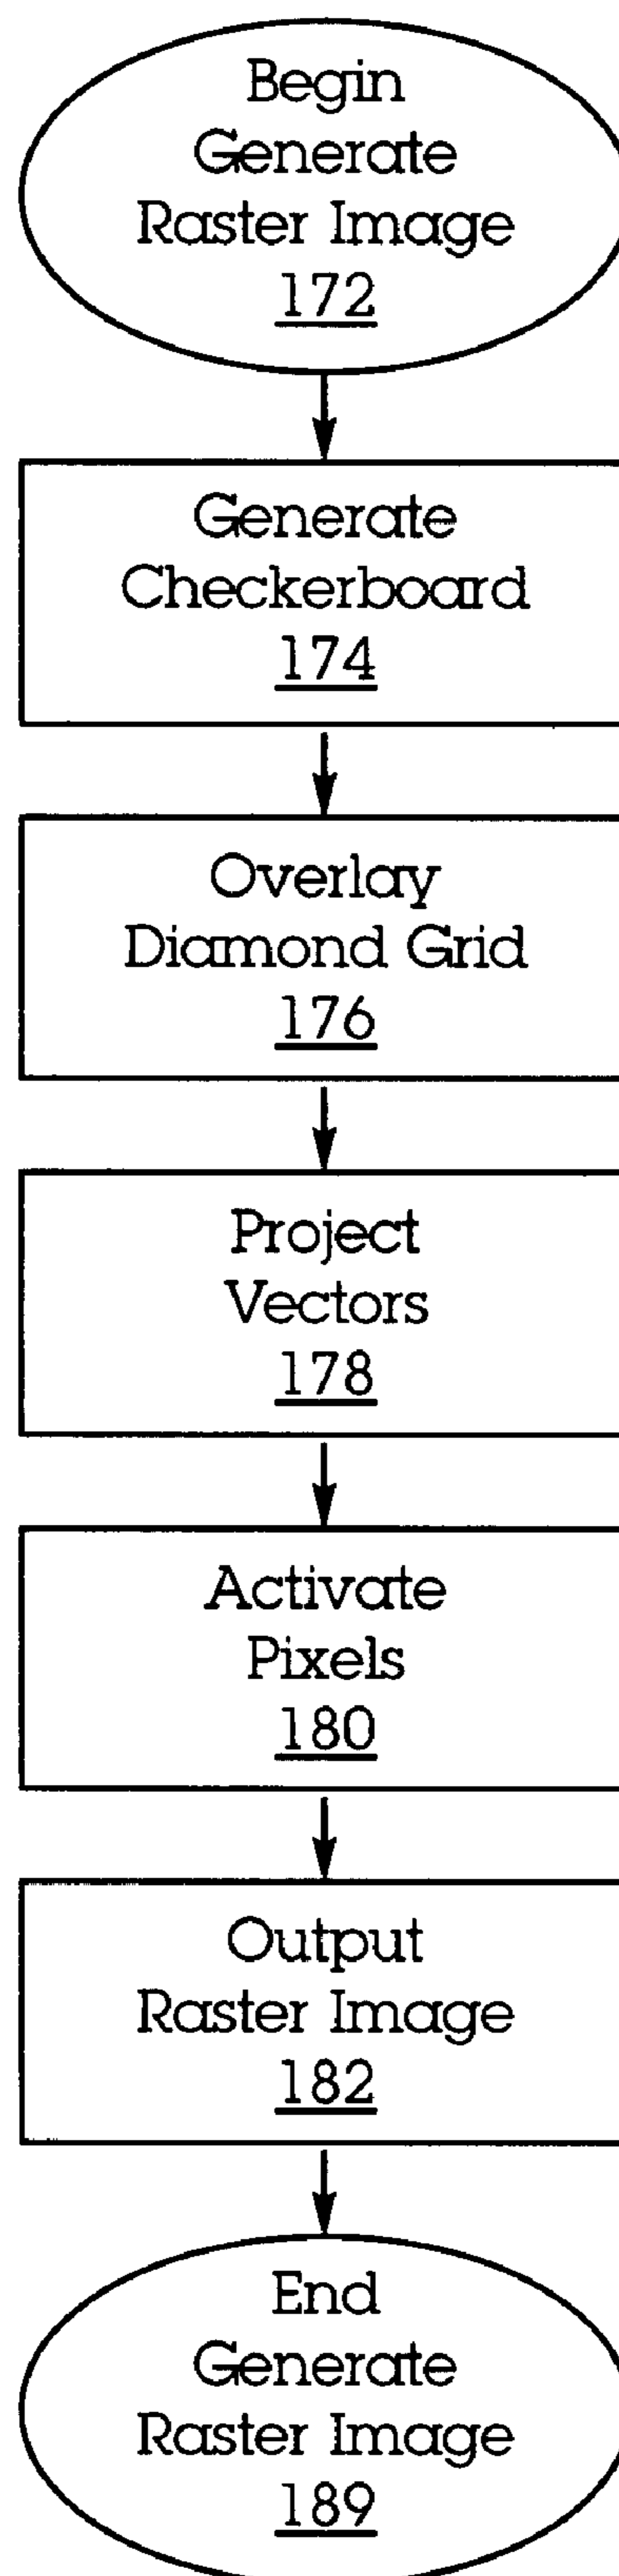 Begin
Generate
Raster Image
172
Generate
Checkerboard
174
Overlay
Diamond Grid
176
Project
Vectors
178
Activate
Pixels
180
Output
Raster Image
182
End
Generate
Raster Image
189